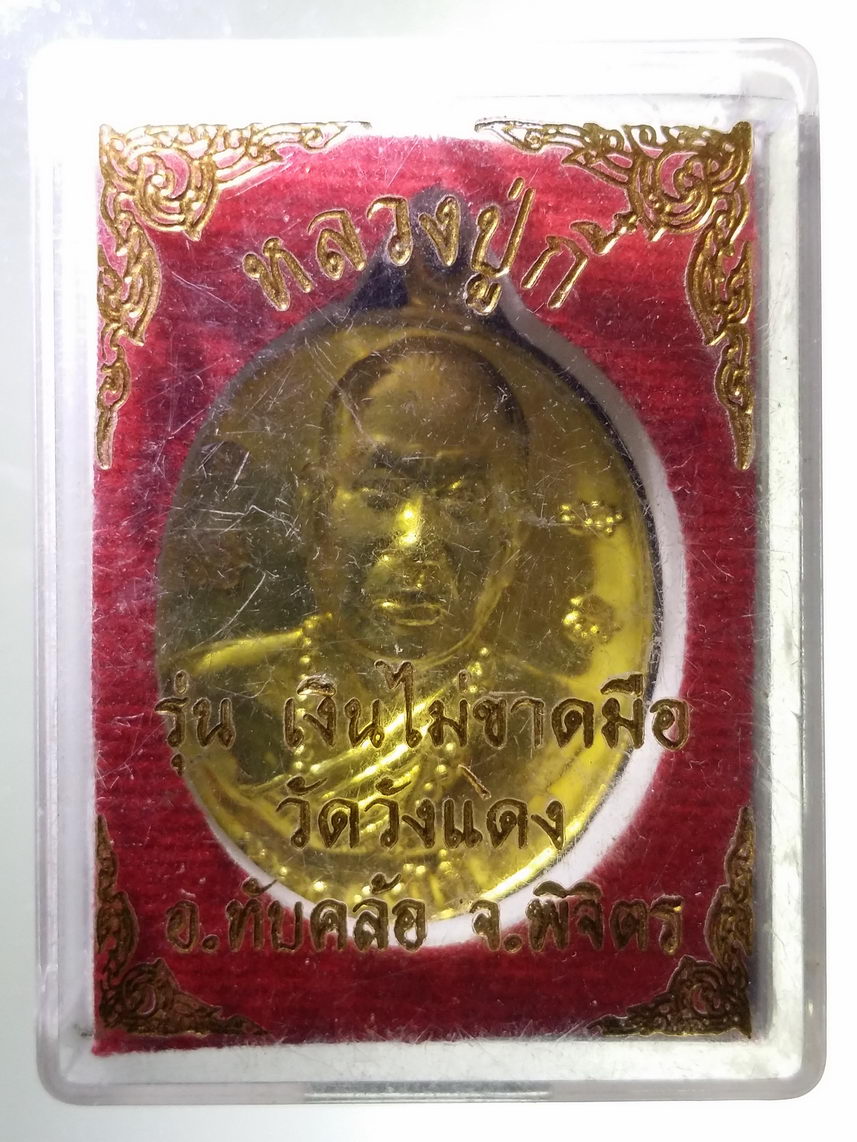 หลวงปู่กี
รุ่น เงินไม่ขาดมือ
วัดวังแดง
อ.ทับคล้อ จ.พิจิตร